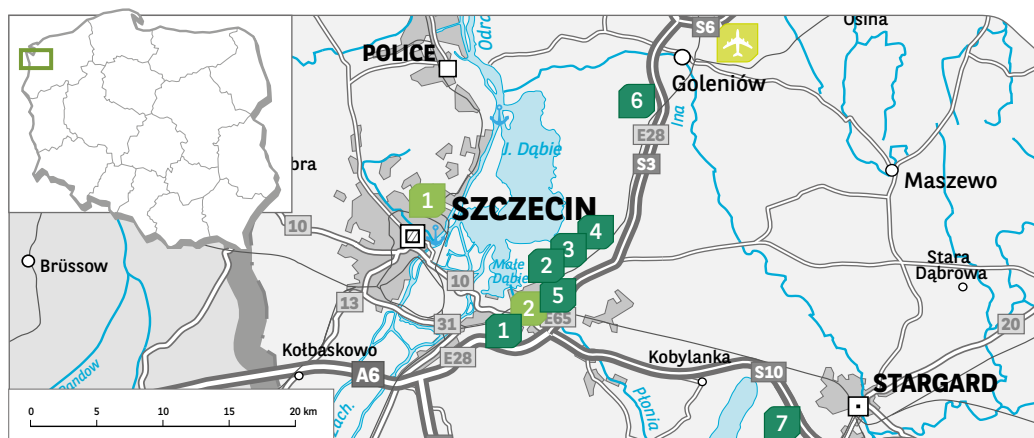 S6
Osina
Odra
POLICE
Goleniów
6
Ina
E28
J. Dąbie
S3
bra
Maszewo
1
SZCZECIN
10
4
3
2
Małe
Dąbie
Stara
Dąbrowa
Brüssow
10
5
2
E65
13
31
1
20
Kołbaskowo
E28
Kobylanka
A6
S10
STARGARD
Randow
Zach.
Płonia
7
0 5 10 15 20 km